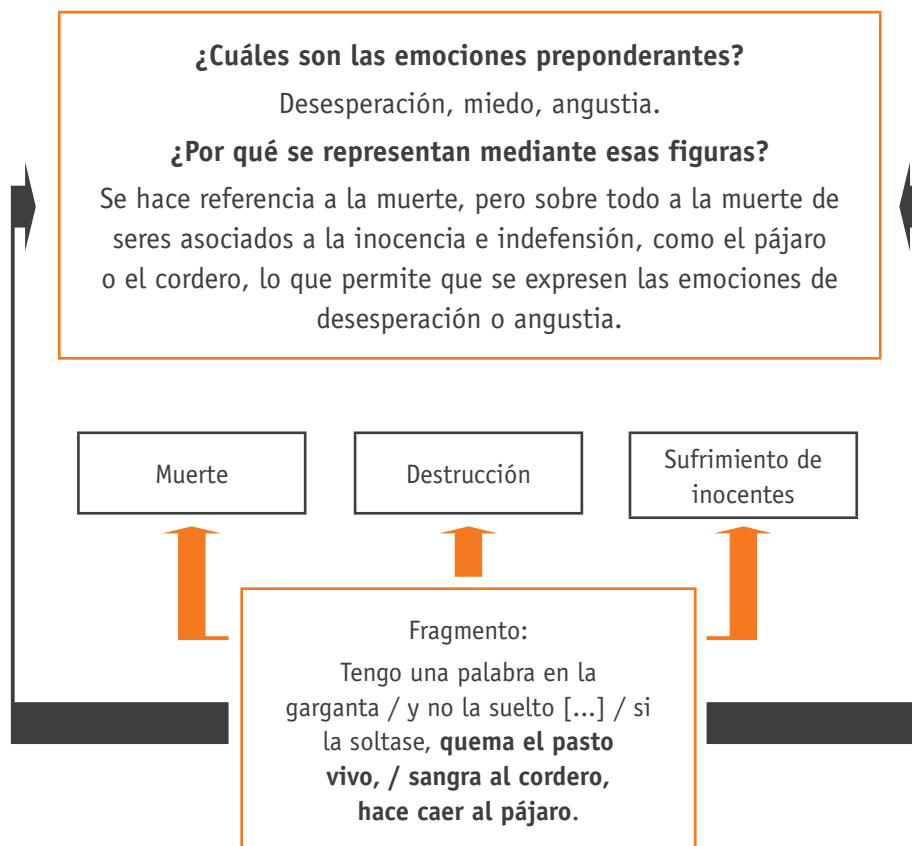 ¿Cuáles son las emociones preponderantes?
Desesperación, miedo, angustia.
¿Por qué se representan mediante esas figuras?
Se hace referencia a la muerte, pero sobre todo a la muerte de
seres asociados a la inocencia e indefensión, como el pájaro
o el cordero, lo que permite que se expresen las emociones de
desesperación o angustia.
Muerte
Destrucción
Sufrimiento de
inocentes
Fragmento:
Tengo una palabra en la
garganta / y no la suelto [...] / si
la soltase, quema el pasto
vivo, / sangra al cordero,
hace caer al pájaro.